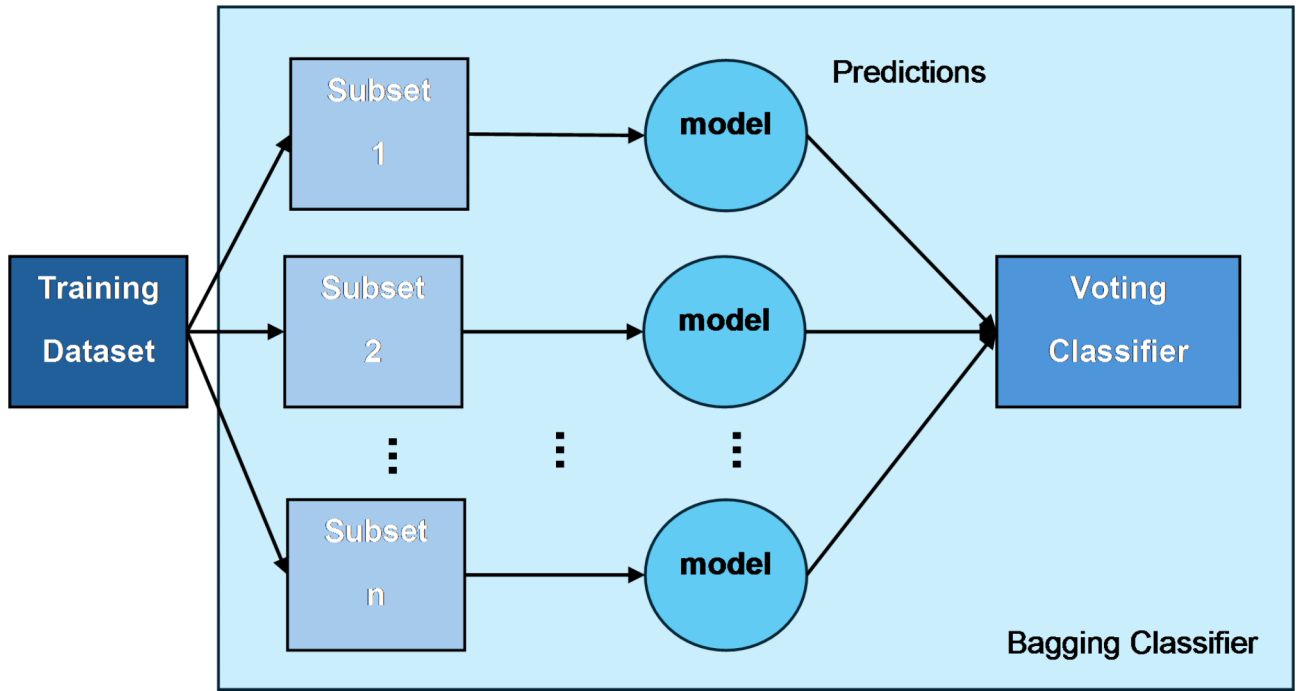 Predictions
Subset
1
model
Training
Dataset
Subset
2
model
Voting
Classifier
Subset
n
model
Bagging Classifier